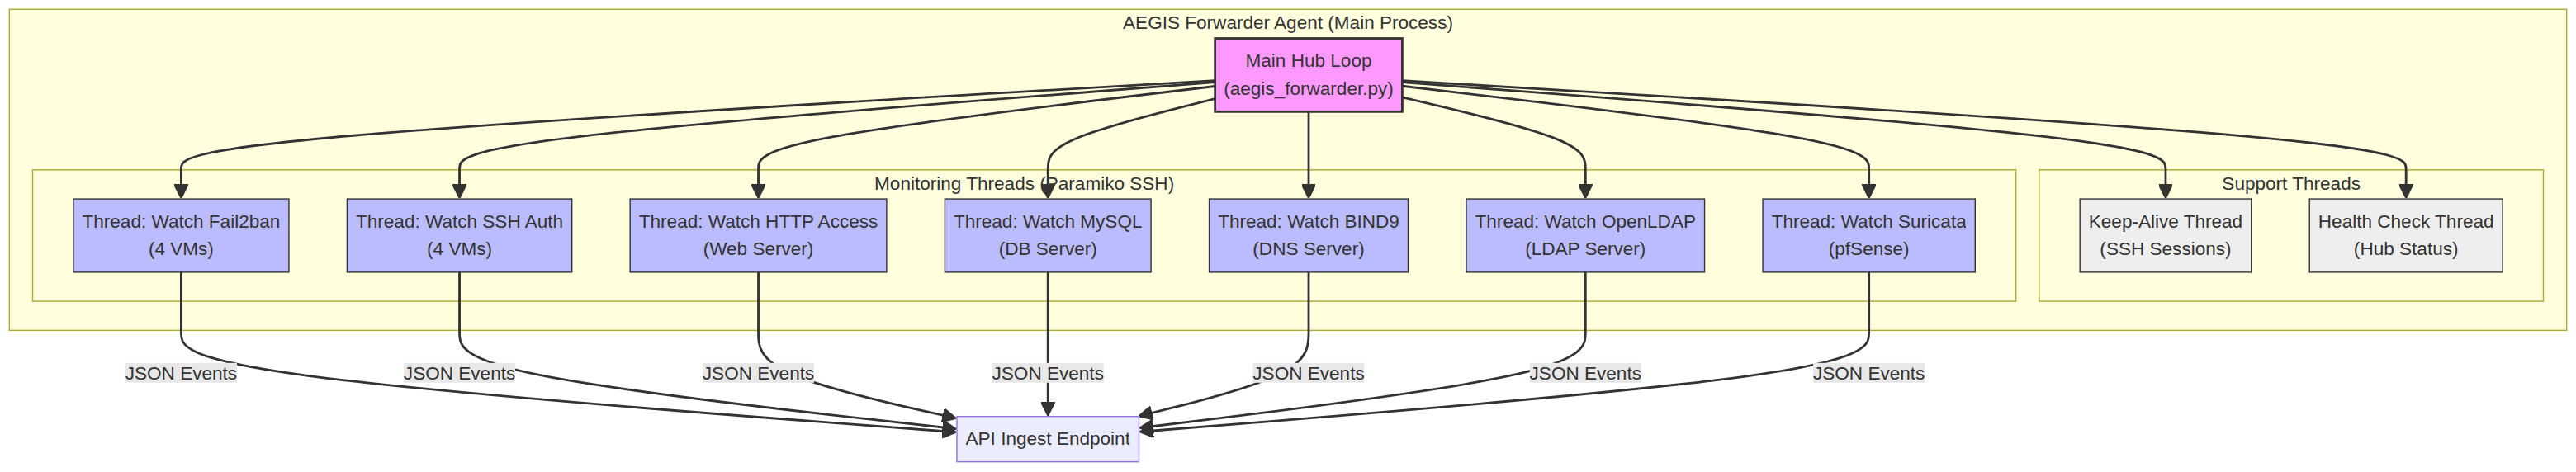 AEGIS Forwarder Agent (Main Process)
Main Hub Loop
(aegis_forwarder.py)
Monitoring Threads (Paramiko SSH)
Support Threads
Thread: Watch Fail2ban
(4 VMs)
Thread: Watch SSH Auth
(4 VMs)
Thread: Watch HTTP Access
(Web Server)
Thread: Watch MySQL
(DB Server)
Thread: Watch BIND9
(DNS Server)
Thread: Watch OpenLDAP
(LDAP Server)
Thread: Watch Suricata
(pfSense)
Keep-Alive Thread
(SSH Sessions)
Health Check Thread
(Hub Status)
JSON Events
JSON Events
JSON Events
JSON Events
JSON Events
JSON Events
JSON Events
API Ingest Endpoint